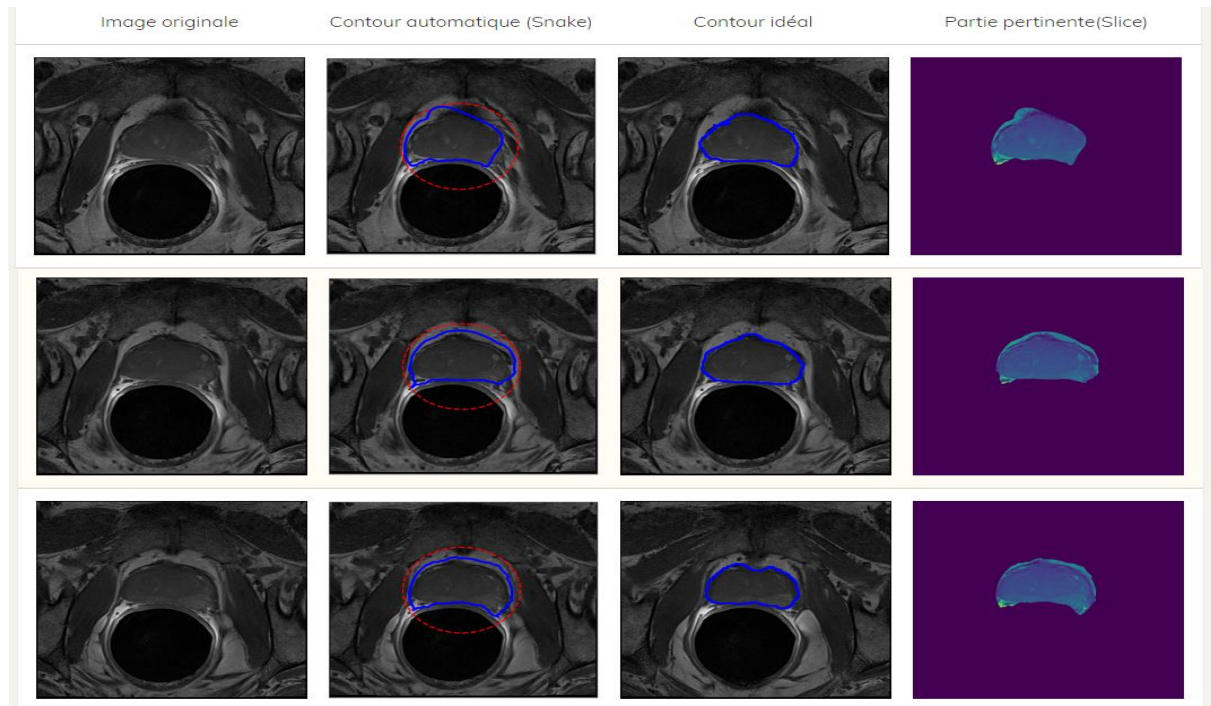 Image originale
Contour automatique (Snake)
Contour idéal
Partie pertinente(Slice)